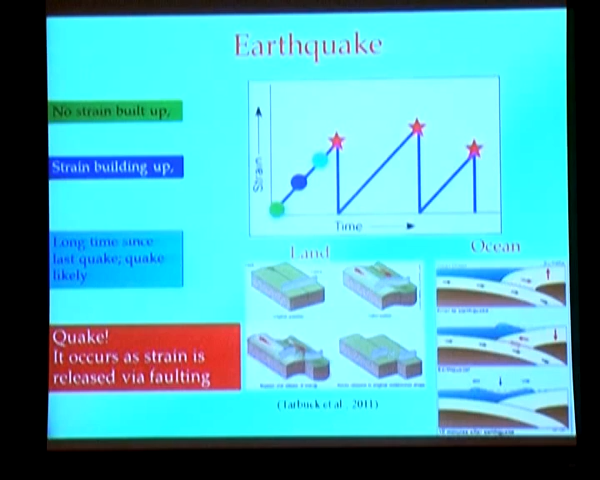 Earthquake
No strain built up,
Strain building up,
Long time since
last quake; quake
likely
Quake!
It occurs as strain is
released via faulting
Strain
Time
Land
Ocean
(Tarbuck et al., 2011)